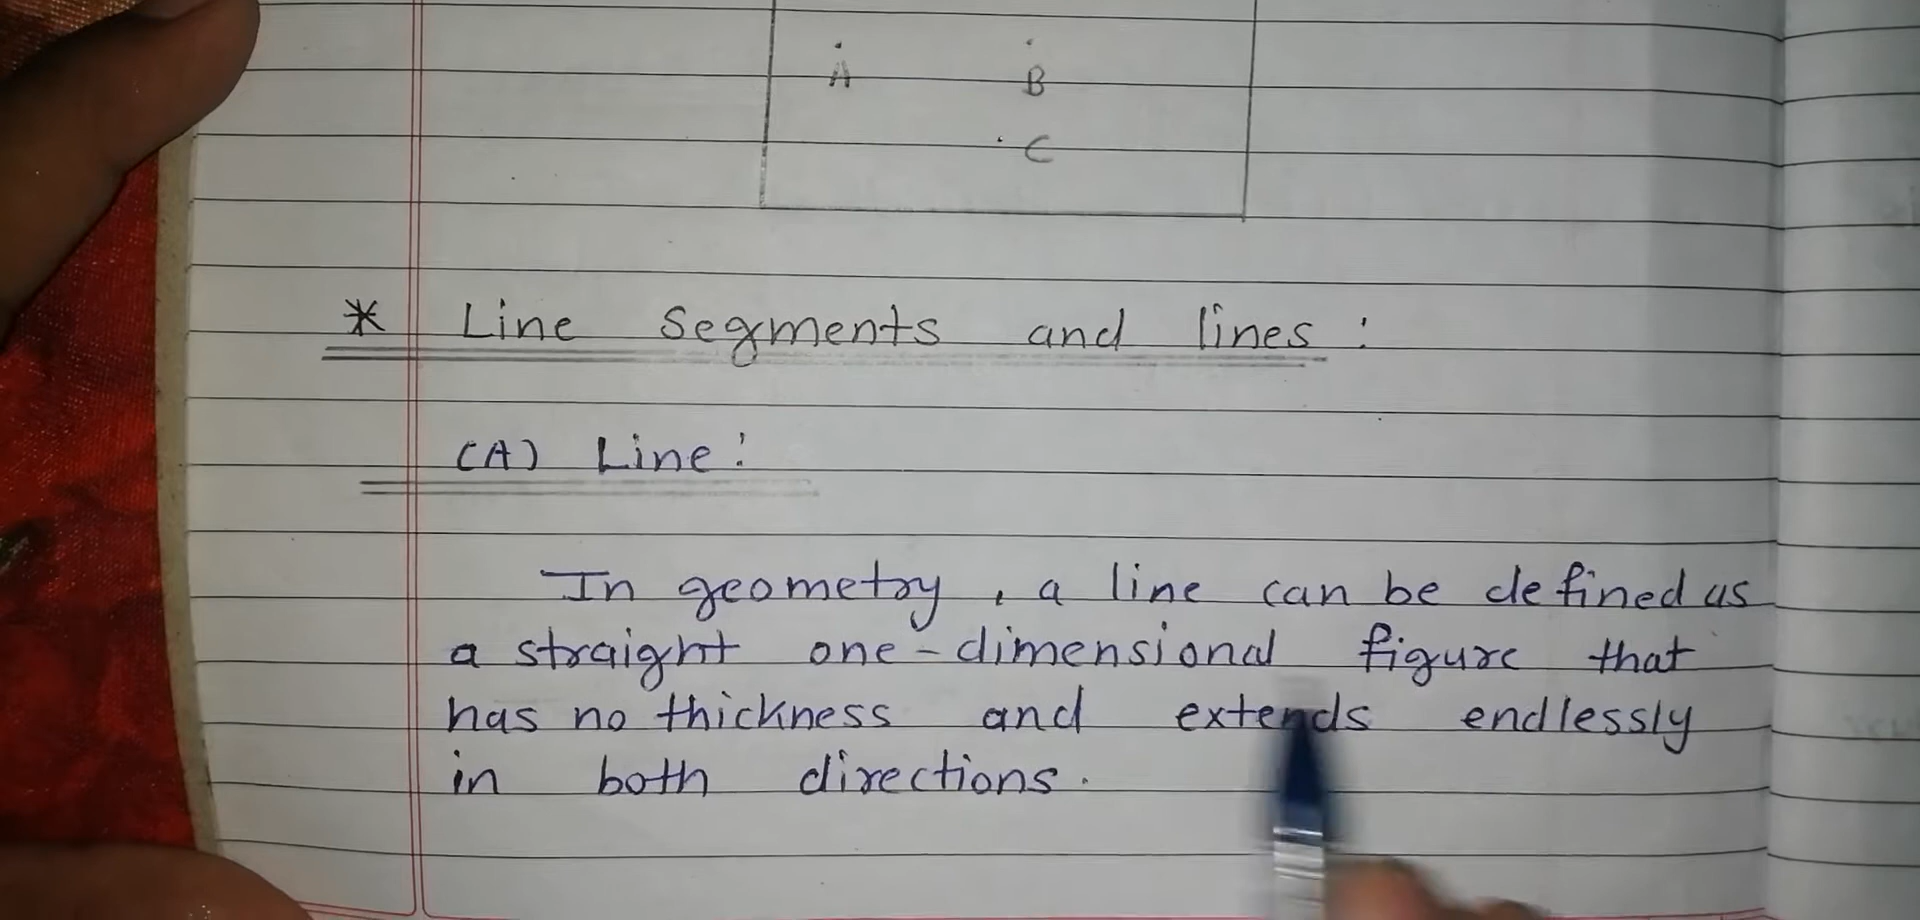 A B
C
* Line segments and lines :
(A) Line :
In geometry, a line can be defined as
a straight one-dimensional figure that
has no thickness and extends endlessly
in both directions.